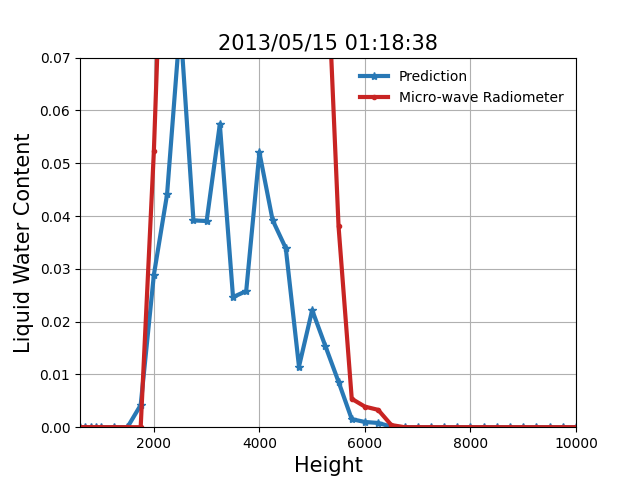 2013/05/15 01:18:38
Prediction
Micro-wave Radiometer
Liquid Water Content
0.07
0.06
0.05
0.04
0.03
0.02
0.01
0.00
2000 4000 6000 8000 10000
Height